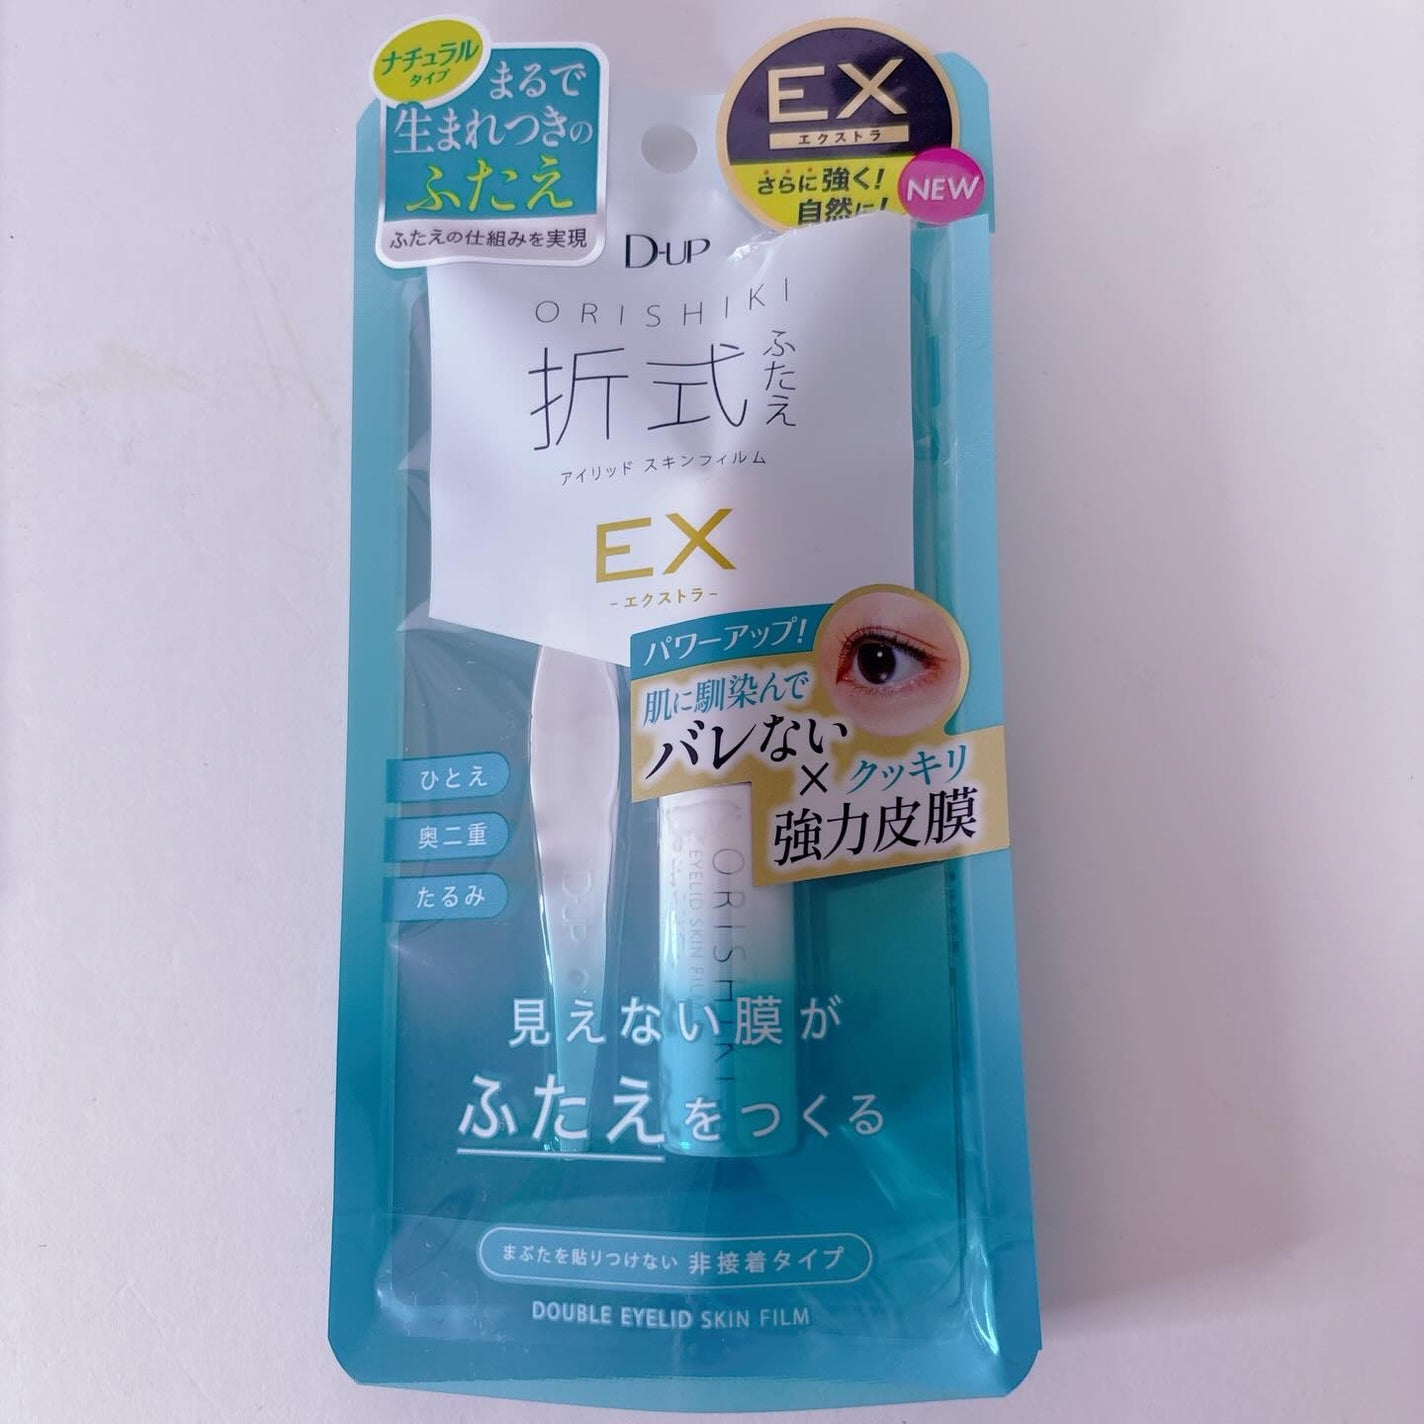 ナチュラル
タイプ
まるで
生まれつきの
ふたえ
ふたえの仕組みを実現
EX
エクストラ
さらに強く!
自然に!
NEW
D-UP
ORISHIKI
折式
ふたえ
アイリッド スキンフィルム
EX
-エクストラ-
パワーアップ!
肌に馴染んで
バレない
×クッキリ
強力皮膜
ひとえ
奥二重
たるみ
D-UP
ORISHIKI
EYELID SKIN FILM
見えない膜が
ふたえをつくる
まぶたを貼りつけない 非接着タイプ
DOUBLE EYELID SKIN FILM